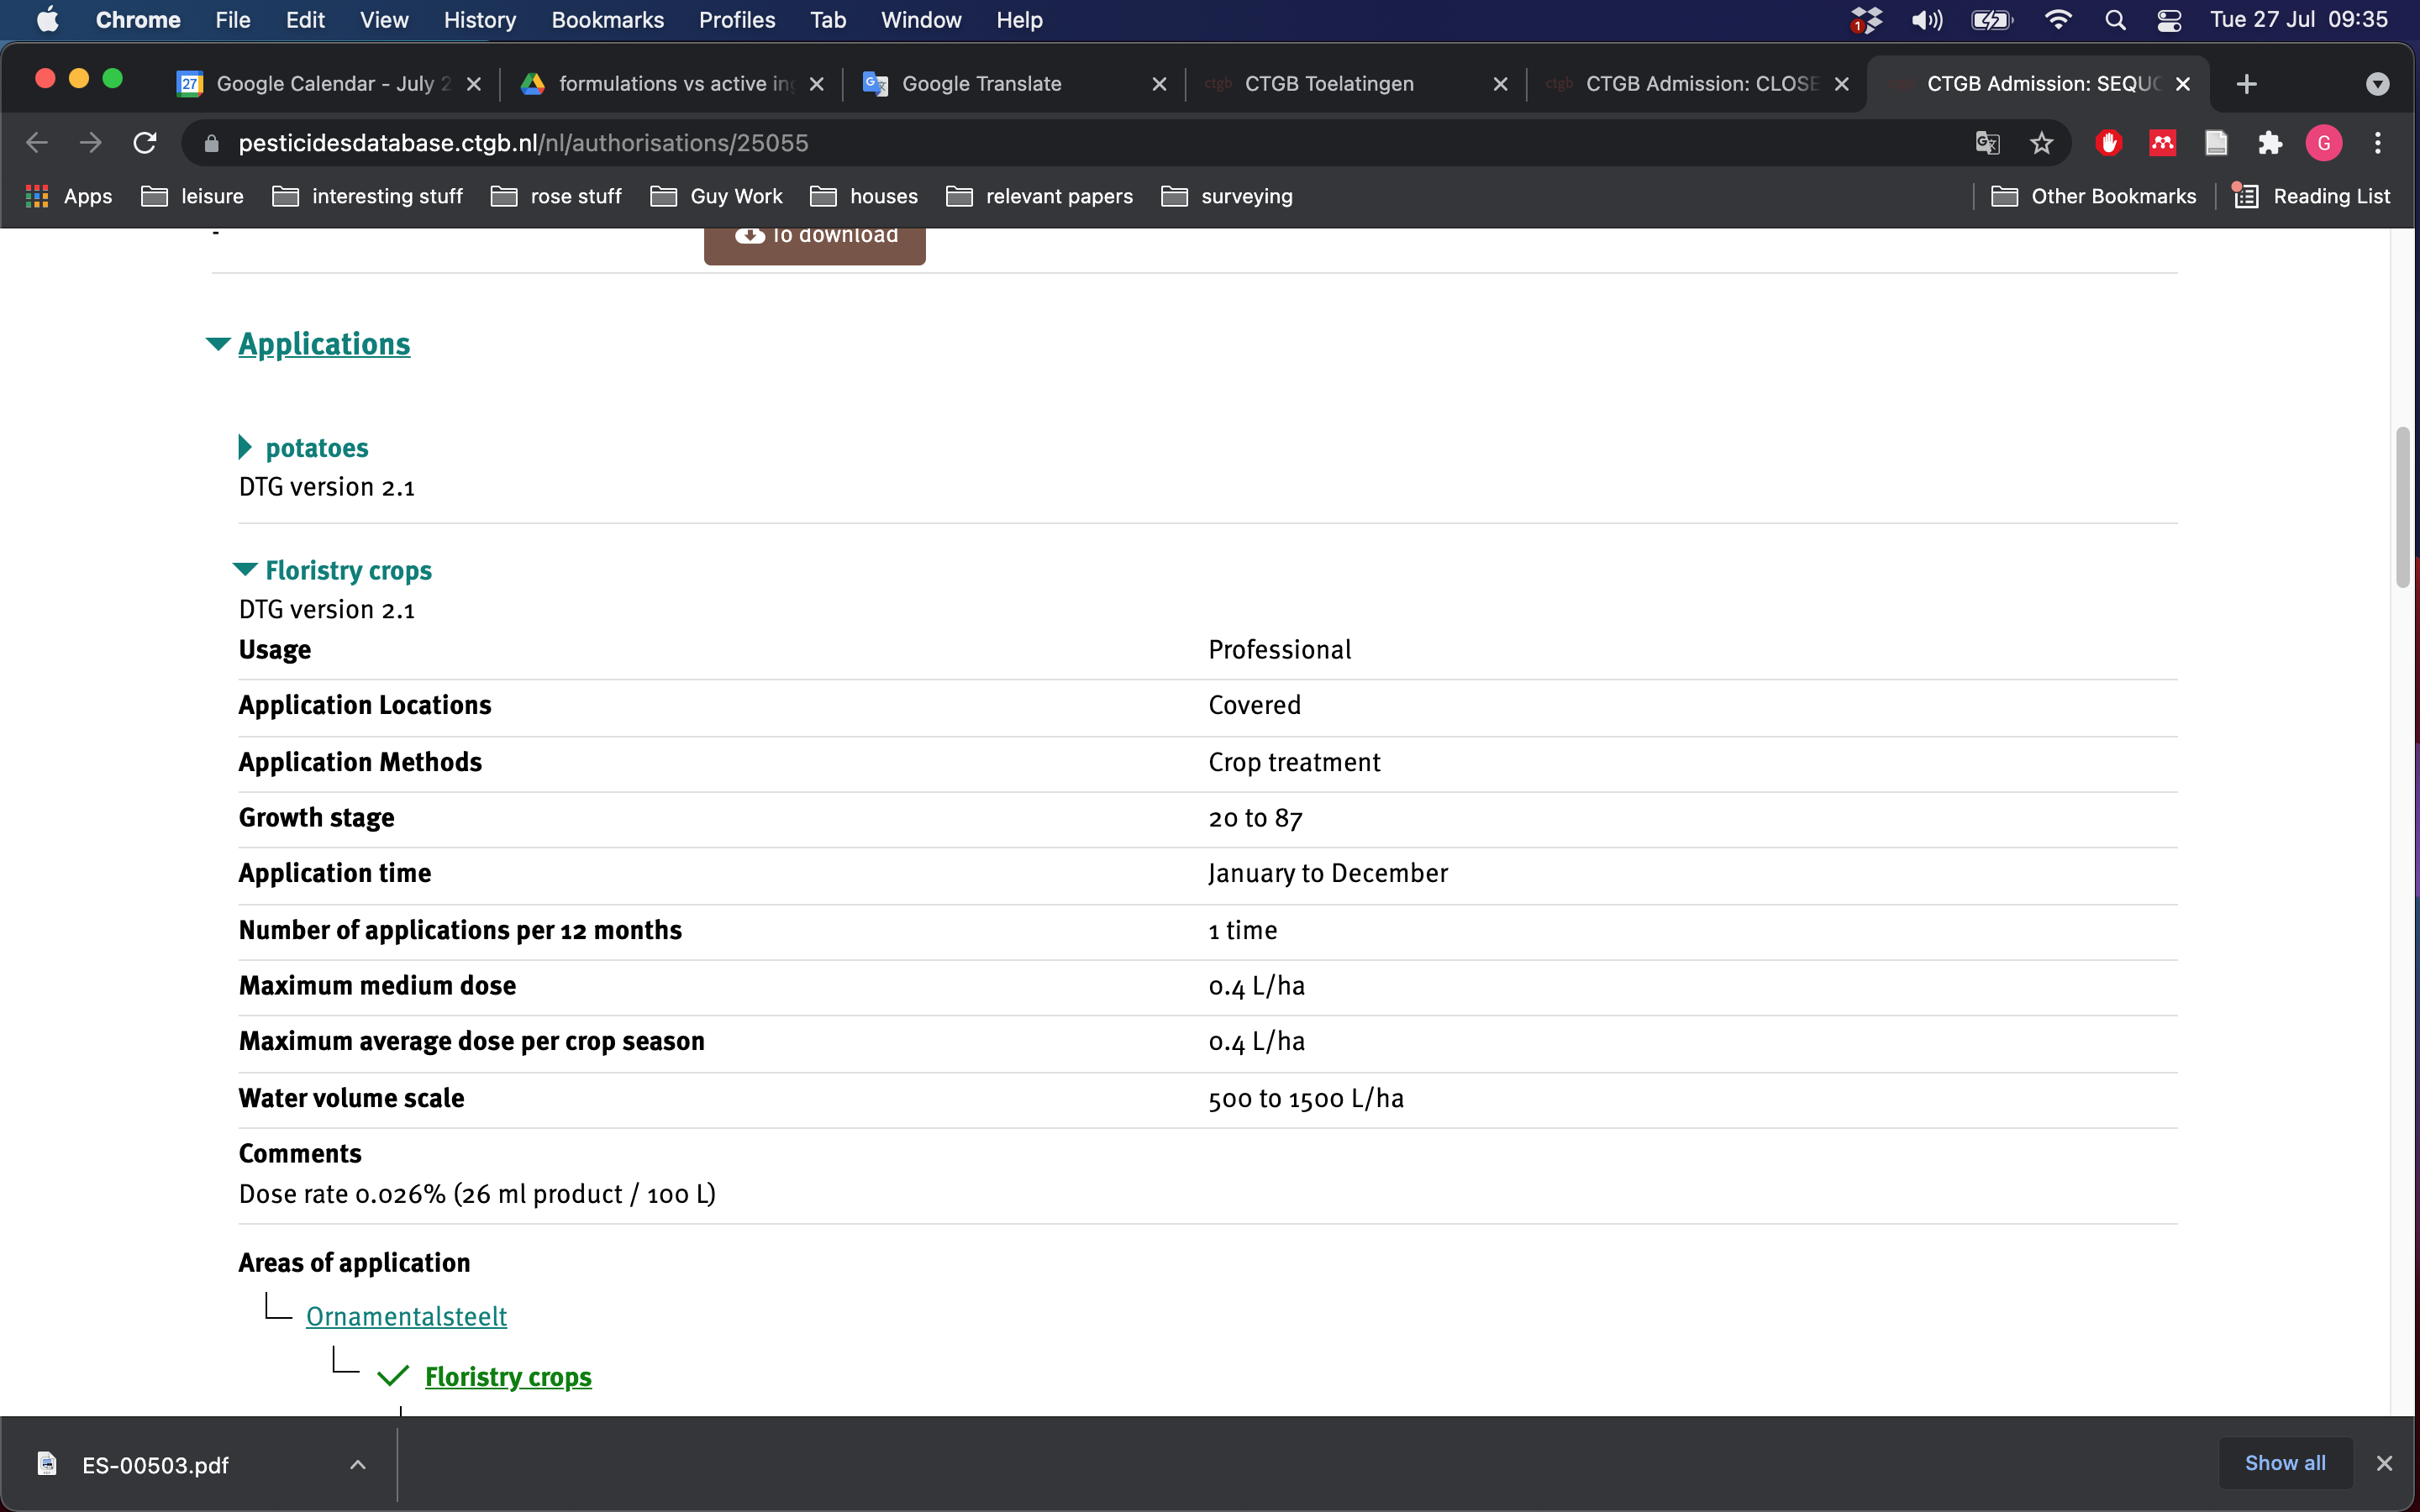 Chrome File Edit View History Bookmarks Profiles Tab Window Help 1 Tue 27 Jul 09:35
27 Google Calendar - July 2 formulations vs active ing Google Translate ctgb CTGB Toelatingen ctgb CTGB Admission: CLOSE CTGB Admission: SEQUO
pesticidesdatabase.ctgb.nl/nl/authorisations/25055 G
Apps leisure interesting stuff rose stuff Guy Work houses relevant papers surveying Other Bookmarks Reading List
To download
Applications
potatoes
DTG version 2.1
Floristry crops
DTG version 2.1
Usage Professional
Application Locations Covered
Application Methods Crop treatment
Growth stage 20 to 87
Application time January to December
Number of applications per 12 months 1 time
Maximum medium dose 0.4 L/ha
Maximum average dose per crop season 0.4 L/ha
Water volume scale 500 to 1500 L/ha
Comments
Dose rate 0.026% (26 ml product / 100 L)
Areas of application
Ornamentalsteelt
Floristry crops
ES-00503.pdf Show all